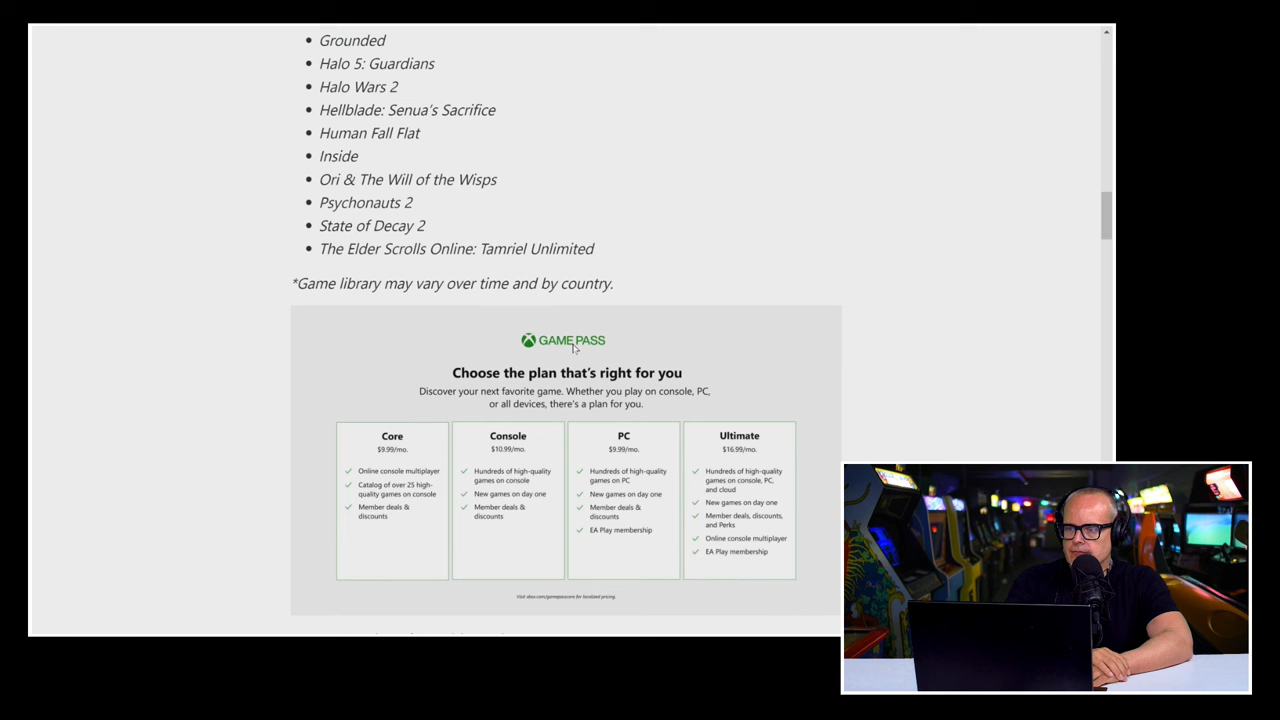 Grounded
Halo 5: Guardians
Halo Wars 2
Hellblade: Senua's Sacrifice
Human Fall Flat
Inside
Ori & The Will of the Wisps
Psychonauts 2
State of Decay 2
The Elder Scrolls Online: Tamriel Unlimited
*Game library may vary over time and by country.
GAME PASS
Choose the plan that's right for you
Discover your next favorite game. Whether you play on console, PC,
or all devices, there's a plan for you.
Core
$9.99/mo.
Online console multiplayer
Catalog of over 25 high-
quality games on console
Member deals &
discounts
Console
$10.99/mo.
Hundreds of high-quality
games on console
New games on day one
Member deals &
discounts
PC
$9.99/mo.
Hundreds of high-quality
games on PC
New games on day one
Member deals &
discounts
EA Play membership
Ultimate
$16.99/mo.
Hundreds of high-quality
games on console, PC,
and cloud
New games on day one
Member deals, discounts,
and Perks
Online console multiplayer
EA Play membership
Visit xbox.com/gamepasscore for localized pricing.